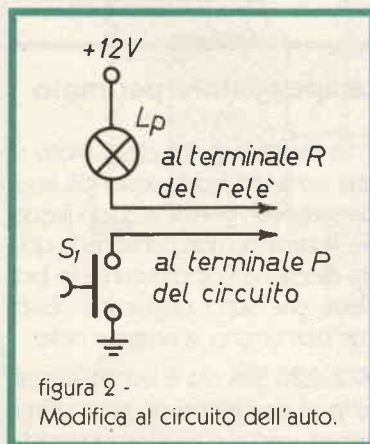 +12V
Lp
al terminale R
del relè
S1
al terminale P
del circuito
figura 2 -
Modifica al circuito dell'auto.